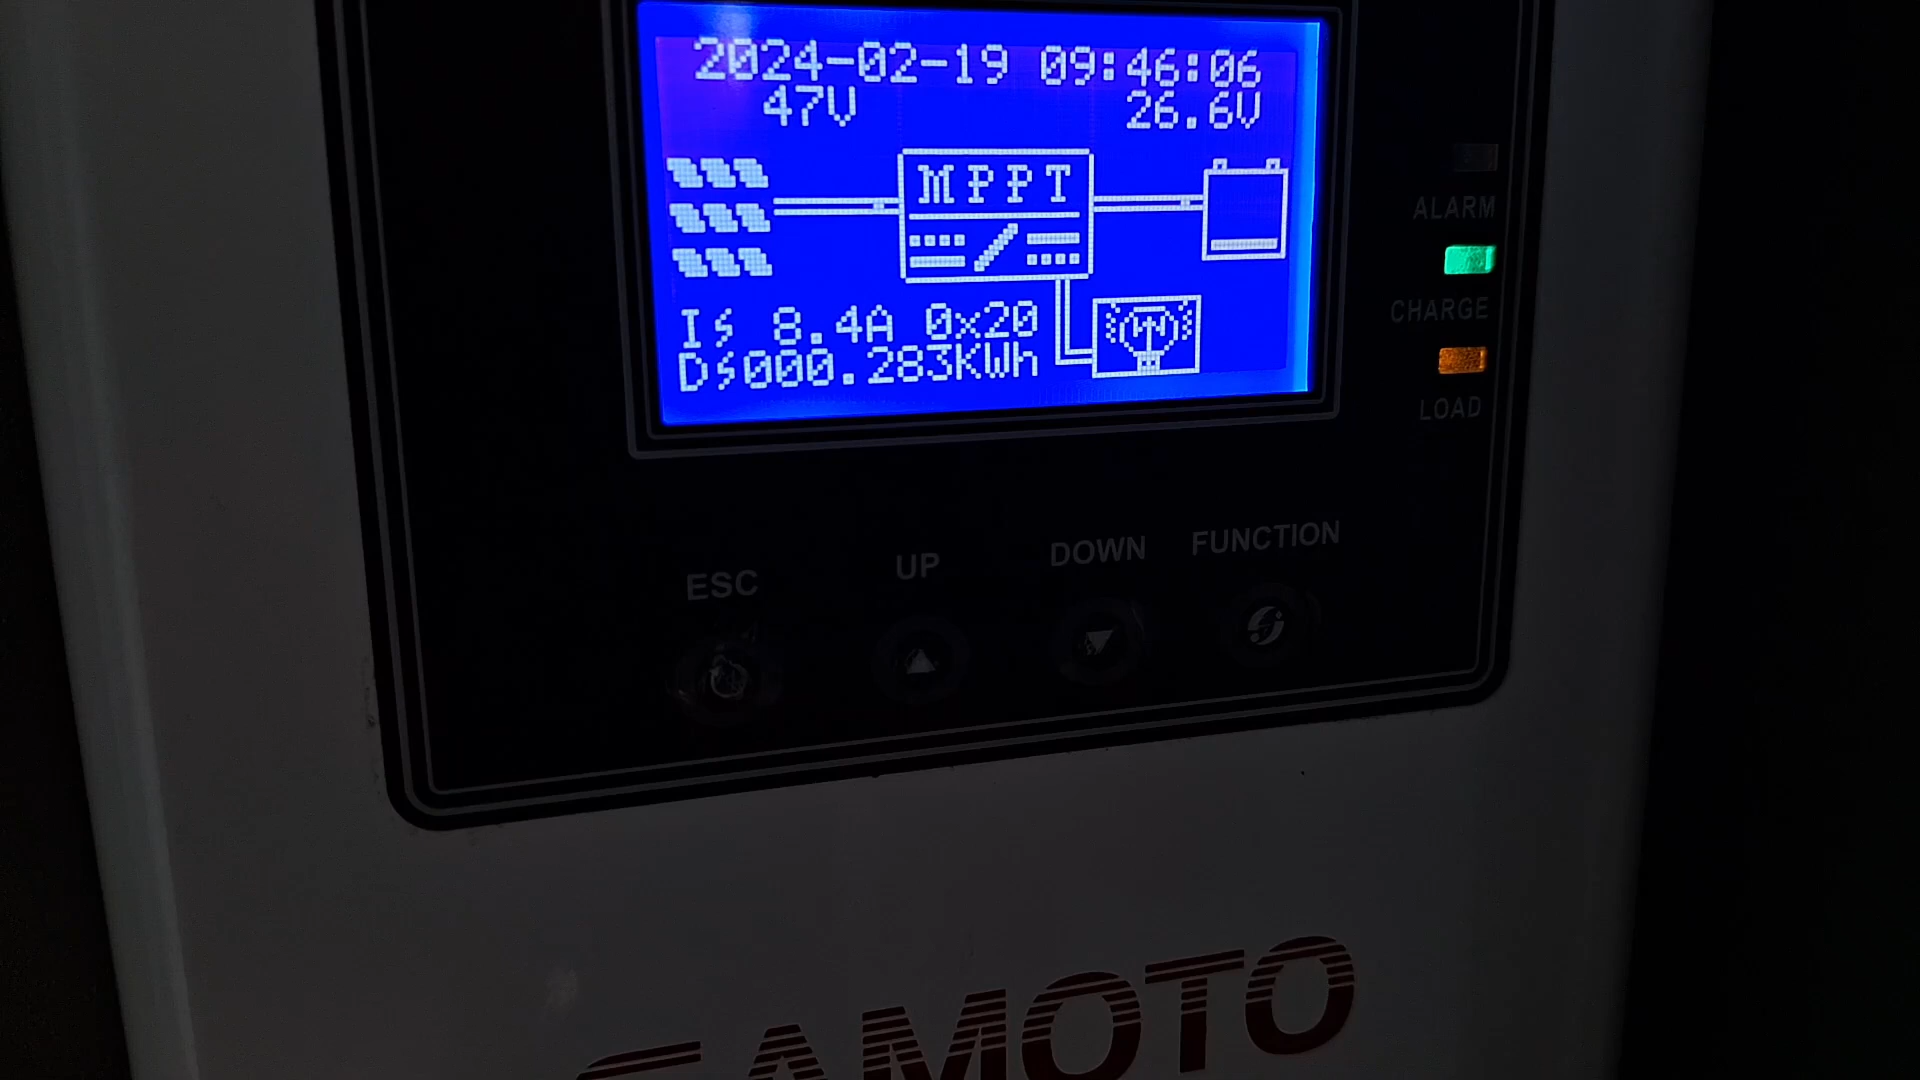 2024-02-19 09:46:06
47V 26.6V
MPPT
I 8.4A 0x20
D 000.283KWh
ALARM
CHARGE
LOAD
ESC UP DOWN FUNCTION
GAMOTO